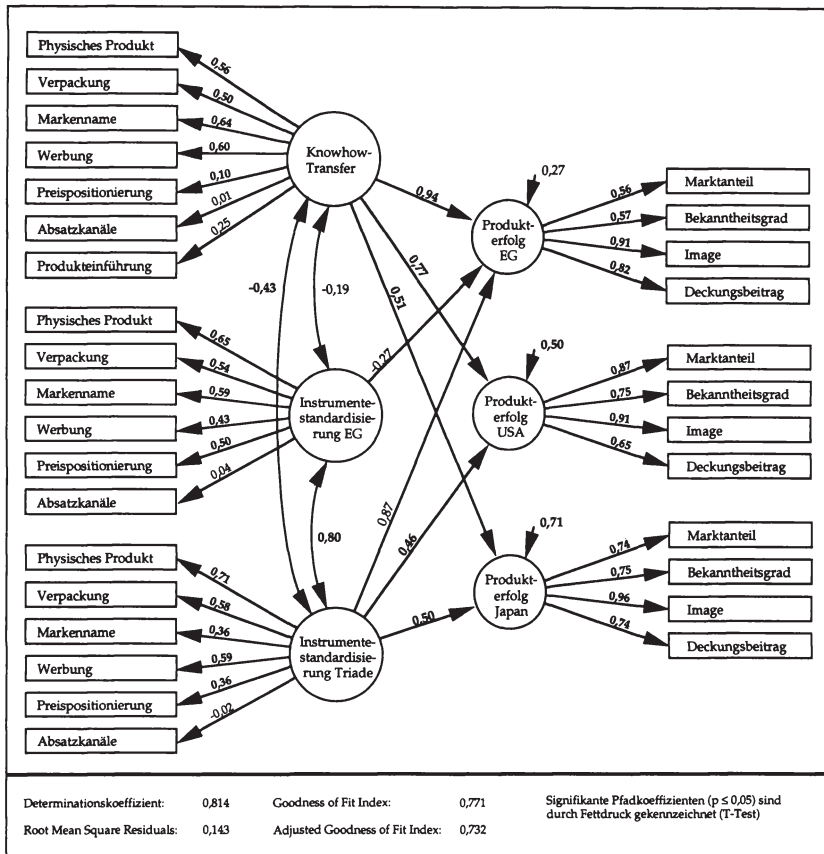 Physisches Produkt
Verpackung
Markenname
Werbung
Preispositionierung
Absatzkanäle
Produkteinführung
0,56
0,50
0,64
0,60
0,10
0,01
0,25
Knowhow-
Transfer
Physisches Produkt
Verpackung
Markenname
Werbung
Preispositionierung
Absatzkanäle
0,65
0,54
0,59
0,43
0,50
0,04
Instrumente-
standardisie-
rung EG
Physisches Produkt
Verpackung
Markenname
Werbung
Preispositionierung
Absatzkanäle
0,71
0,58
0,36
0,59
0,36
-0,02
Instrumente-
standardisie-
rung Triade
-0,43
-0,19
0,80
0,94
0,77
0,51
-0,27
0,87
0,46
0,50
0,27
Produkt-
erfolg
EG
0,56
0,57
0,91
0,82
Marktanteil
Bekanntheitsgrad
Image
Deckungsbeitrag
0,50
Produkt-
erfolg
USA
0,87
0,75
0,91
0,65
Marktanteil
Bekanntheitsgrad
Image
Deckungsbeitrag
0,71
Produkt-
erfolg
Japan
0,74
0,75
0,96
0,74
Marktanteil
Bekanntheitsgrad
Image
Deckungsbeitrag
Determinationskoeffizient: 0,814 Goodness of Fit Index: 0,771
Root Mean Square Residuals: 0,143 Adjusted Goodness of Fit Index: 0,732
Signifikante Pfadkoeffizienten (p ≤ 0,05) sind
durch Fettdruck gekennzeichnet (T-Test)